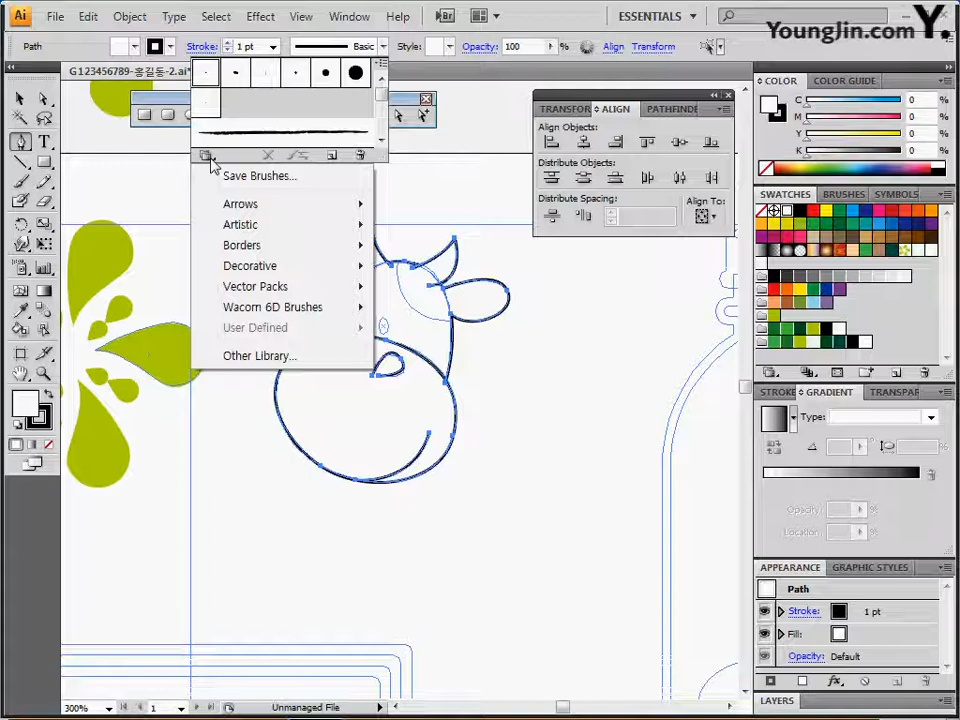 Ai File Edit Object Type Select Effect View Window Help Br ESSENTIALS
YoungJin.com Y.
Path Stroke: 1 pt Basic Style: Opacity: 100 % Align Transform
G123456789-홍길동-2.ai*
Save Brushes...
Arrows
Artistic
Borders
Decorative
Vector Packs
Wacom 6D Brushes
User Defined
Other Library...
TRANSFOR ALIGN PATHFINDE
Align Objects:
Distribute Objects:
Distribute Spacing: Align To:
COLOR COLOR GUIDE
C 0 %
M 0 %
Y 0 %
K 0 %
SWATCHES BRUSHES SYMBOLS
STROKE GRADIENT TRANSPAR
Type:
%
Opacity: %
Location: %
APPEARANCE GRAPHIC STYLES
Path
Stroke: 1 pt
Fill:
Opacity: Default
LAYERS
300% 1 Unmanaged File